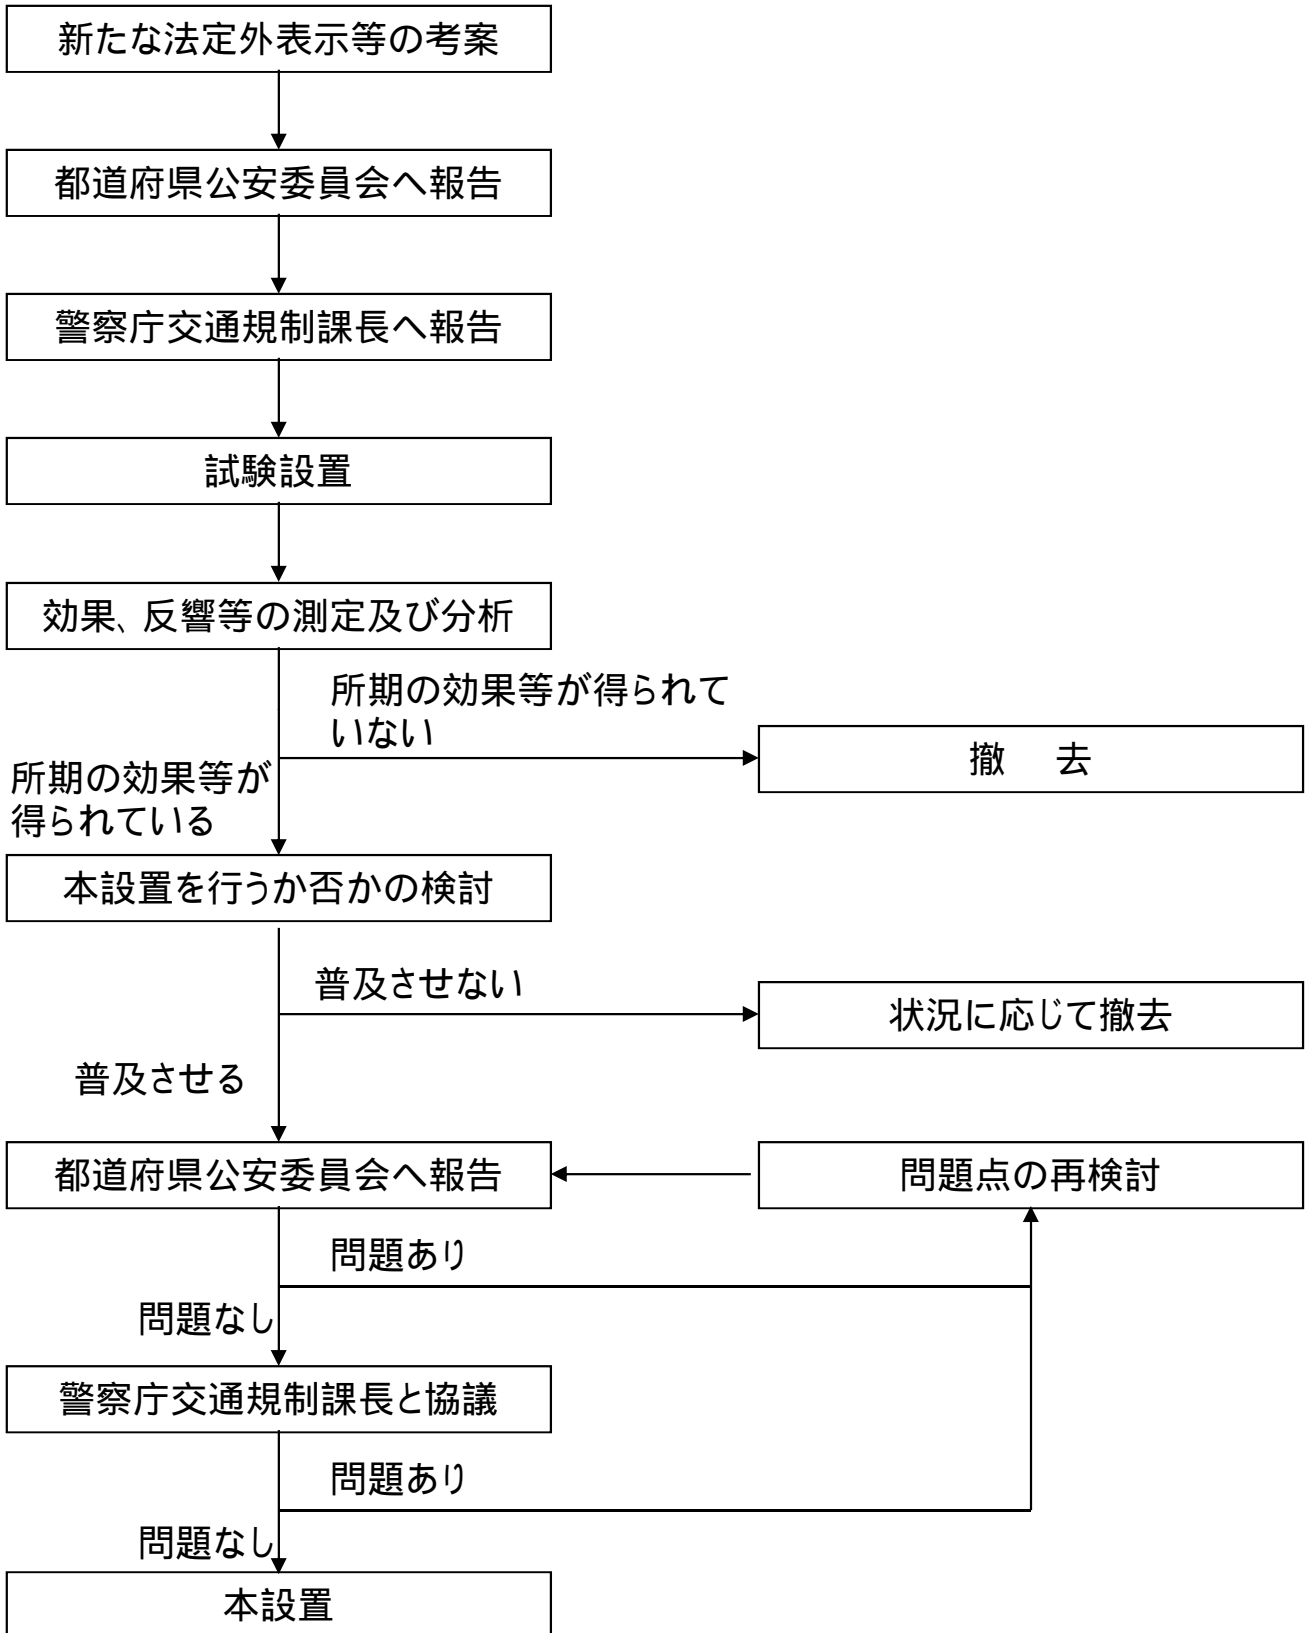 新たな法定外表示等の考案
都道府県公安委員会へ報告
警察庁交通規制課長へ報告
試験設置
効果、反響等の測定及び分析
所期の効果等が得られて
いない
撤　去
所期の効果等が
得られている
本設置を行うか否かの検討
普及させない
状況に応じて撤去
普及させる
都道府県公安委員会へ報告
問題点の再検討
問題あり
問題なし
警察庁交通規制課長と協議
問題あり
問題なし
本設置